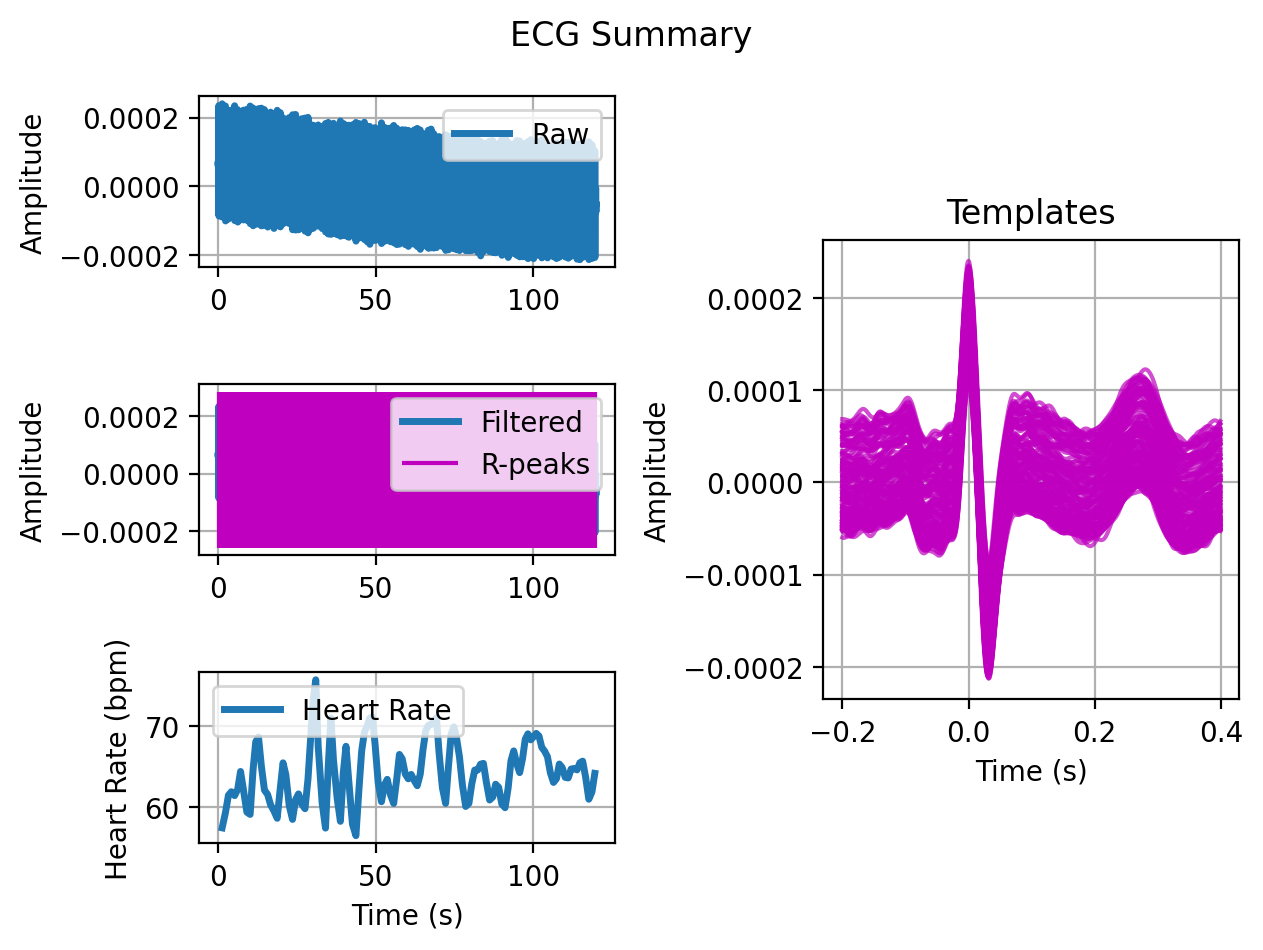 ECG Summary
Amplitude
0.0002
0.0000
−0.0002
Raw
0 50 100
Amplitude
0.0002
0.0000
−0.0002
Filtered
R-peaks
0 50 100
Heart Rate (bpm)
70
60
Heart Rate
0 50 100
Time (s)
Templates
Amplitude
0.0002
0.0001
0.0000
−0.0001
−0.0002
−0.2 0.0 0.2 0.4
Time (s)